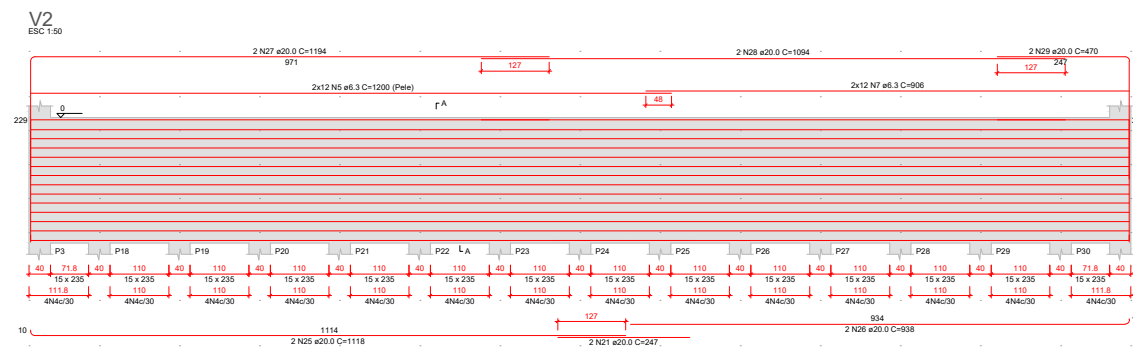 V2
ESC 1:50
2 N27 ø20.0 C=1194
2 N28 ø20.0 C=1094
2 N29 ø20.0 C=470
971
127
127
247
2x12 N5 ø6.3 C=1200 (Pele)
2x12 N7 ø6.3 C=906
48
A
0
229
P3 P18 P19 P20 P21 P22 A P23 P24 P25 P26 P27 P28 P29 P30
40 71.8 40 110 40 110 40 110 40 110 40 110 40 110 40 110 40 110 40 110 40 110 40 110 40 110 40 71.8 40
15 x 235 15 x 235 15 x 235 15 x 235 15 x 235 15 x 235 15 x 235 15 x 235 15 x 235 15 x 235 15 x 235 15 x 235 15 x 235 15 x 235
111.8 110 110 110 110 110 110 110 110 110 110 110 110 111.8
4N4c/30 4N4c/30 4N4c/30 4N4c/30 4N4c/30 4N4c/30 4N4c/30 4N4c/30 4N4c/30 4N4c/30 4N4c/30 4N4c/30 4N4c/30 4N4c/30
127
934
10
1114
2 N26 ø20.0 C=938
2 N25 ø20.0 C=1118
2 N21 ø20.0 C=247